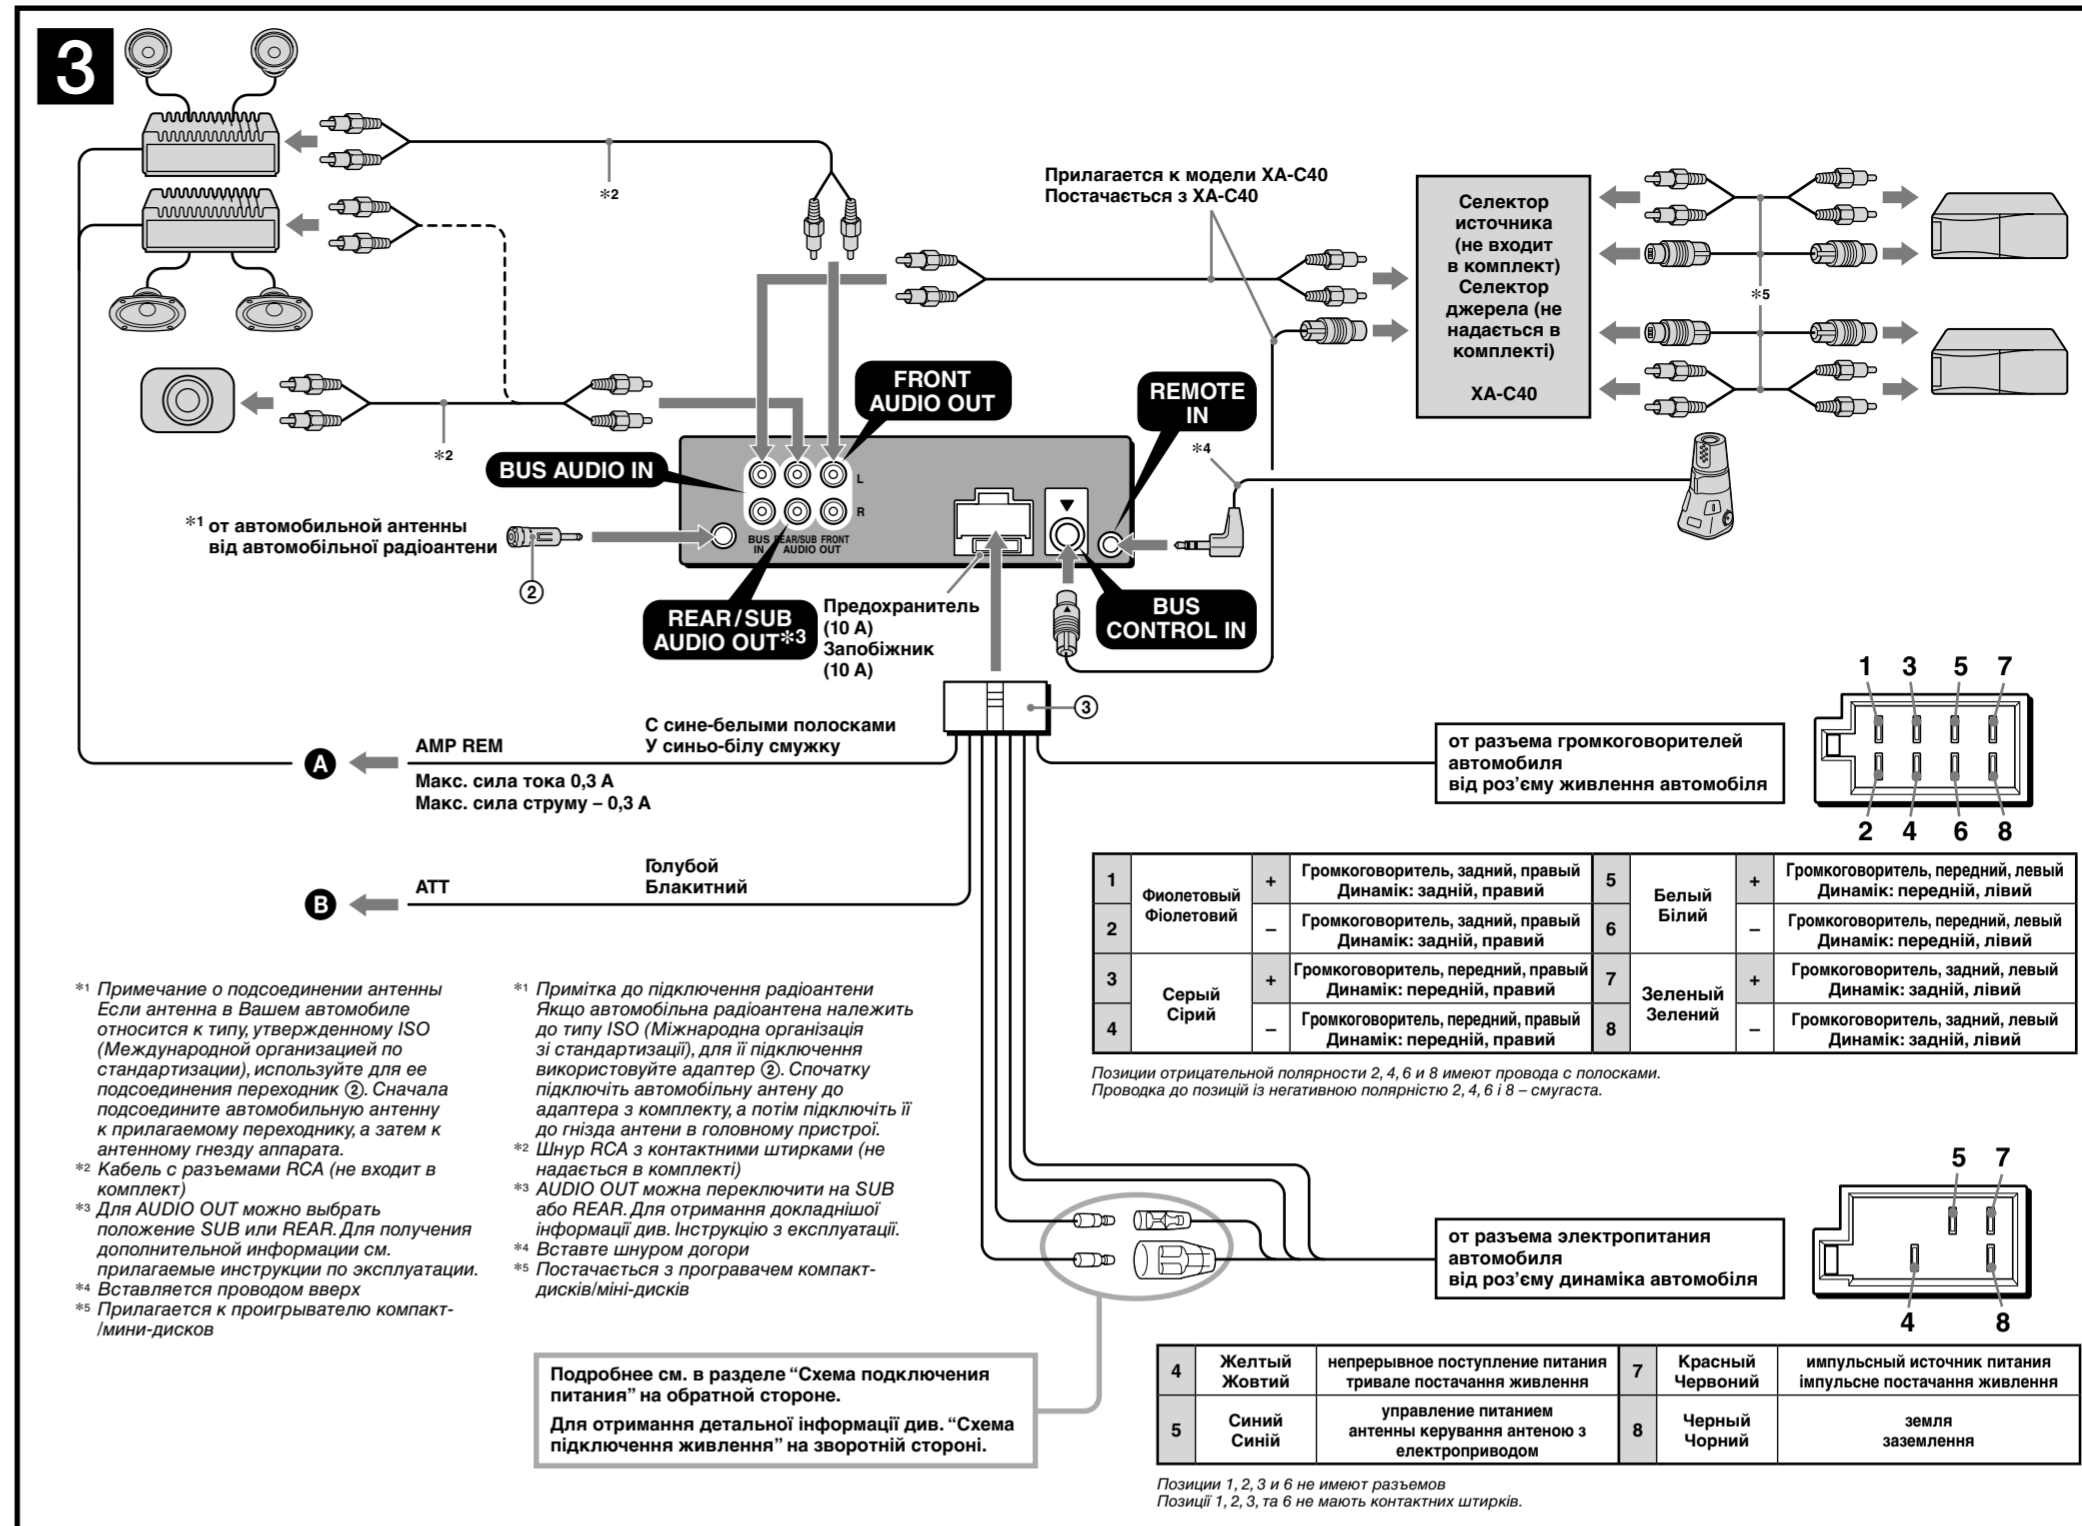 3
*2
Прилагается к модели XA-C40
Постачається з XA-C40
Селектор
источника
(не входит
в комплект)
Селектор
джерела (не
надається в
комплекті)
XA-C40
*5
FRONT
AUDIO OUT
REMOTE
IN
*4
*2
BUS AUDIO IN
L
R
*1 от автомобильной антенны
від автомобільної радіоантени
2
BUS REAR/SUB FRONT
IN AUDIO OUT
REAR/SUB
AUDIO OUT*3
Предохранитель
(10 A)
Запобіжник
(10 A)
BUS
CONTROL IN
3
1 3 5 7
2 4 6 8
A
AMP REM
С сине-белыми полосками
У синьо-білу смужку
Макс. сила тока 0,3 A
Макс. сила струму – 0,3 A
от разъема громкоговорителей
автомобиля
від роз’єму живлення автомобіля
B
ATT
Голубой
Блакитний
1 Фиолетовый Фіолетовий + Громкоговоритель, задний, правый
Динамік: задній, правий
2 – Громкоговоритель, задний, правый
Динамік: задній, правий
3 Серый Сірий + Громкоговоритель, передний, правый
Динамік: передній, правий
4 – Громкоговоритель, передний, правый
Динамік: передній, правий
5 Белый Білий + Громкоговоритель, передний, левый
Динамік: передній, лівий
6 – Громкоговоритель, передний, левый
Динамік: передній, лівий
7 Зеленый Зелений + Громкоговоритель, задний, левый
Динамік: задній, лівий
8 – Громкоговоритель, задний, левый
Динамік: задній, лівий
Позиции отрицательной полярности 2, 4, 6 и 8 имеют провода с полосками.
Проводка до позицій із негативною полярністю 2, 4, 6 і 8 – смугаста.
*1 Примечание о подсоединении антенны
Если антенна в Вашем автомобиле
относится к типу, утвержденному ISO
(Международной организацией по
стандартизации), используйте для ее
подсоединения переходник ②. Сначала
подсоедините автомобильную антенну
к прилагаемому переходнику, а затем к
антенному гнезду аппарата.
*2 Кабель с разъемами RCA (не входит в
комплект)
*3 Для AUDIO OUT можно выбрать
положение SUB или REAR. Для получения
дополнительной информации см.
прилагаемые инструкции по эксплуатации.
*4 Вставляется проводом вверх
*5 Прилагается к проигрывателю компакт-
/мини-дисков
*1 Примітка до підключення радіоантени
Якщо автомобільна радіоантена належить
до типу ISO (Міжнародна організація
зі стандартизації), для її підключення
використовуйте адаптер ②. Спочатку
підключіть автомобільну антену до
адаптера з комплекту, а потім підключіть її
до гнізда антени в головному пристрої.
*2 Шнур RCA з контактними штирками (не
надається в комплекті)
*3 AUDIO OUT можна переключити на SUB
або REAR. Для отримання докладнішої
інформації див. Інструкцію з експлуатації.
*4 Вставте шнуром догори
*5 Постачається з програвачем компакт-
дисків/міні-дисків
5 7
4 8
от разъема электропитания
автомобиля
від роз’єму динаміка автомобіля
Подробнее см. в разделе “Схема подключения
питания” на обратной стороне.
Для отримання детальної інформації див. “Схема
підключення живлення” на зворотній стороні.
4 Желтый Жовтий непрерывное поступление питания
тривале постачання живлення
5 Синий Синій управление питанием
антенны керування антеною з
електроприводом
7 Красный Червоний импульсный источник питания
імпульсне постачання живлення
8 Черный Чорний земля
заземлення
Позиции 1, 2, 3 и 6 не имеют разъемов
Позиції 1, 2, 3, та 6 не мають контактних штирків.